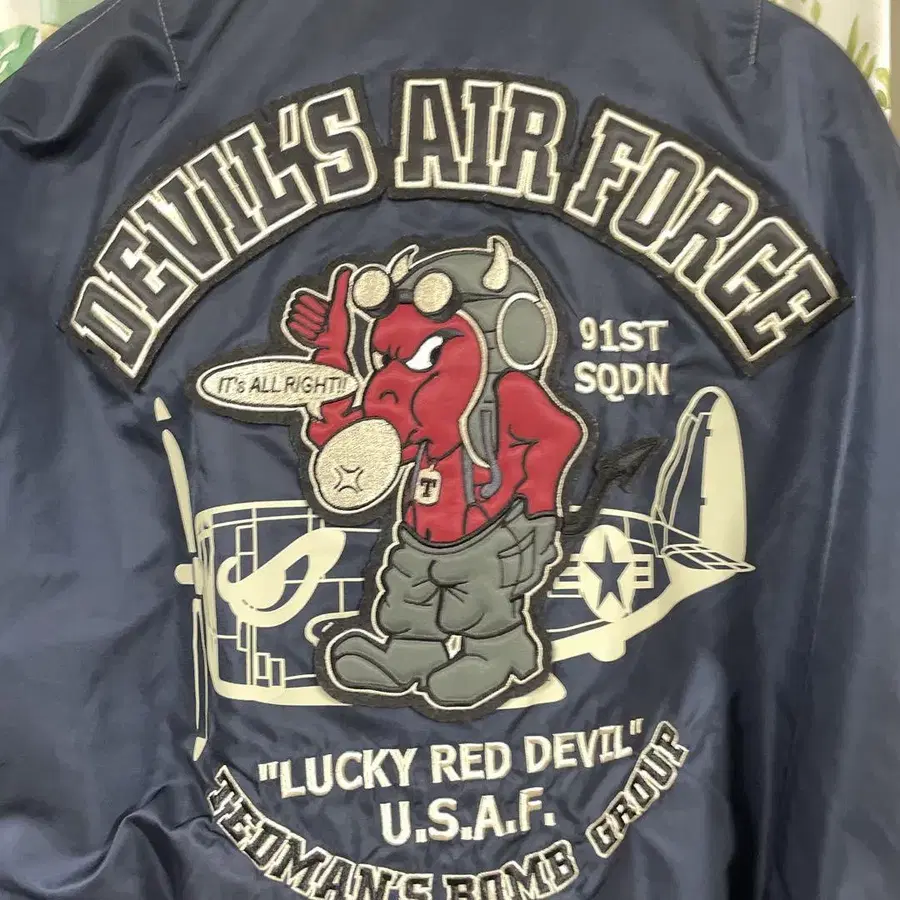 DEVIL'S AIR FORCE
IT's ALL RIGHT!!
91ST
SQDN
T
"LUCKY RED DEVIL"
U.S.A.F.
TEDMAN'S BOMB GROUP